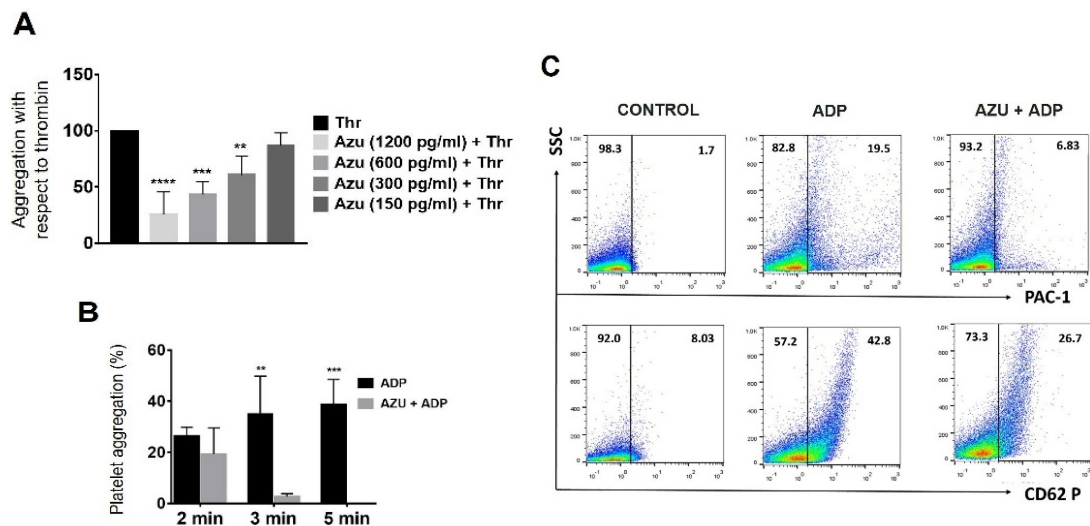 A
Aggregation with
respect to thrombin
150
100
50
0
Thr
Azu (1200 pg/ml) + Thr
Azu (600 pg/ml) + Thr
Azu (300 pg/ml) + Thr
Azu (150 pg/ml) + Thr
****
***
**
B
Platelet aggregation (%)
60
40
20
0
**
***
ADP
AZU + ADP
2 min
3 min
5 min
C
CONTROL
ADP
AZU + ADP
SSC
98.3
1.7
82.8
19.5
93.2
6.83
PAC-1
92.0
8.03
57.2
42.8
73.3
26.7
CD62 P